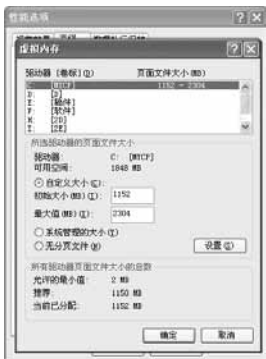 性能选项
虚拟内存
驱动器 [卷标](D) 页面文件大小(MB)
C: [MYCF] 1152 - 2304
D: [D]
E: [软件]
F: [软件]
H: [2D]
所选驱动器的页面文件大小
驱动器: C: [MYCF]
可用空间: 1848 MB
自定义大小(C):
初始大小(MB)(I): 1152
最大值(MB)(X): 2304
系统管理的大小(Y)
无分页文件(N) 设置(S)
所有驱动器页面文件大小的总数
允许的最小值: 2 MB
推荐: 1150 MB
当前已分配: 1152 MB
确定 取消